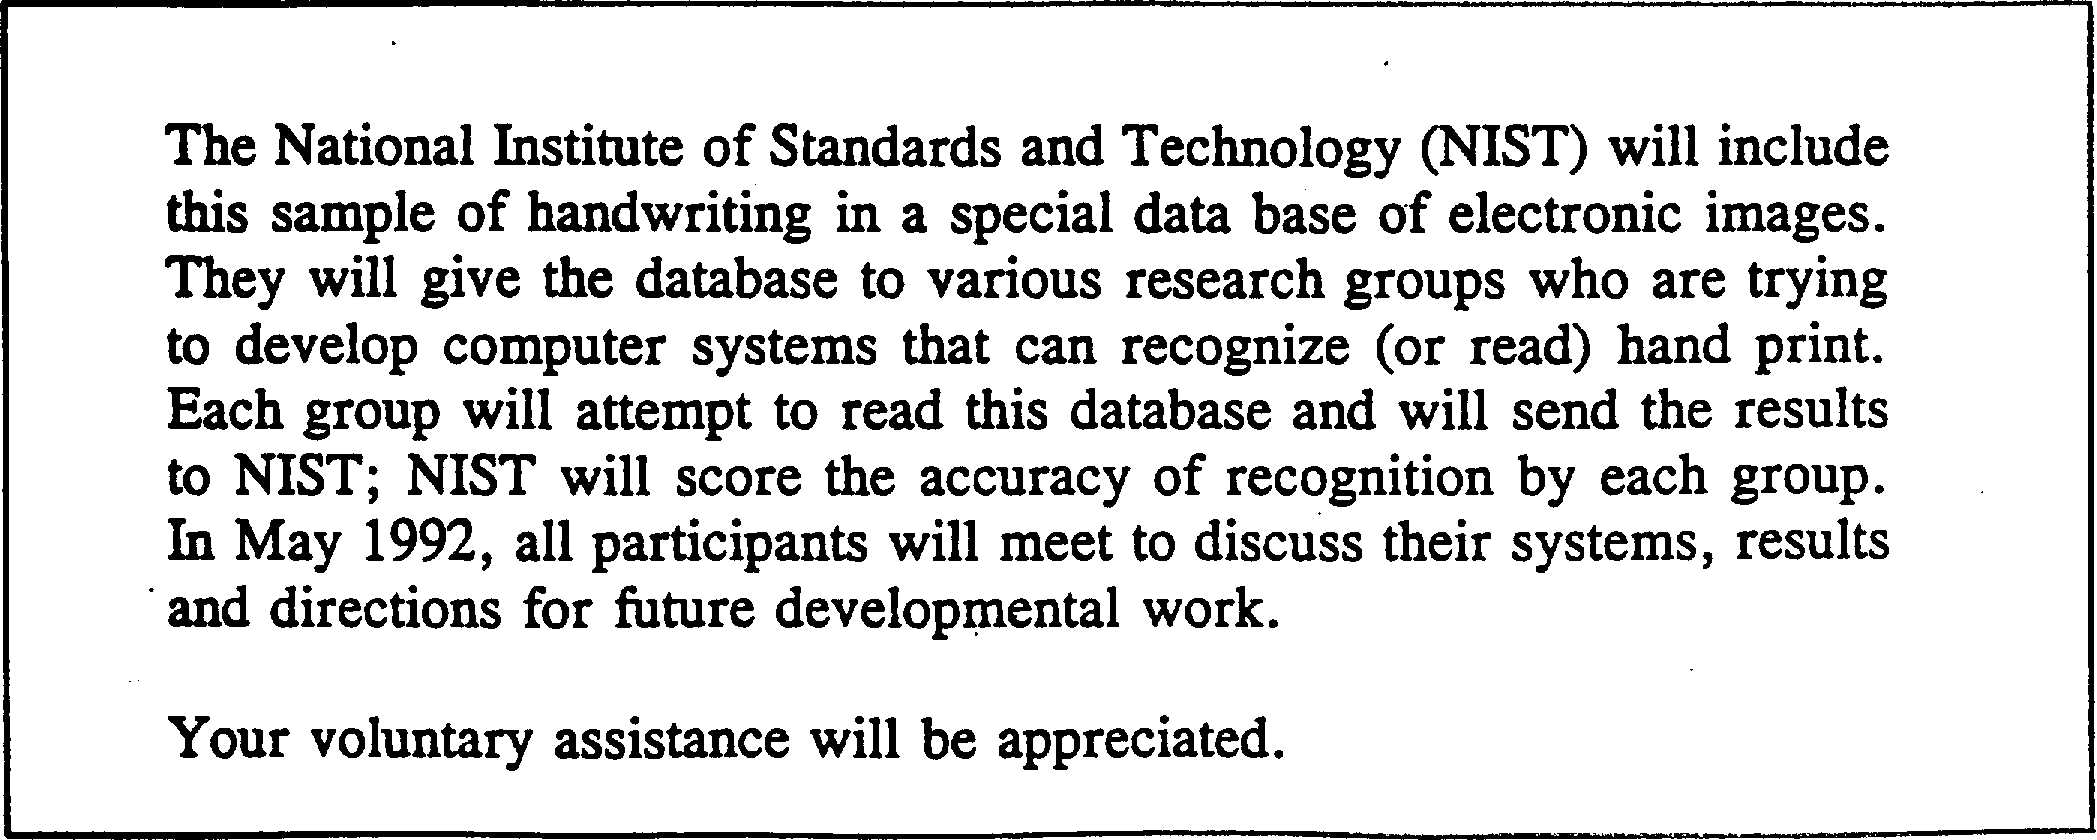 The National Institute of Standards and Technology (NIST) will include
this sample of handwriting in a special data base of electronic images.
They will give the database to various research groups who are trying
to develop computer systems that can recognize (or read) hand print.
Each group will attempt to read this database and will send the results
to NIST; NIST will score the accuracy of recognition by each group.
In May 1992, all participants will meet to discuss their systems, results
and directions for future developmental work.

Your voluntary assistance will be appreciated.